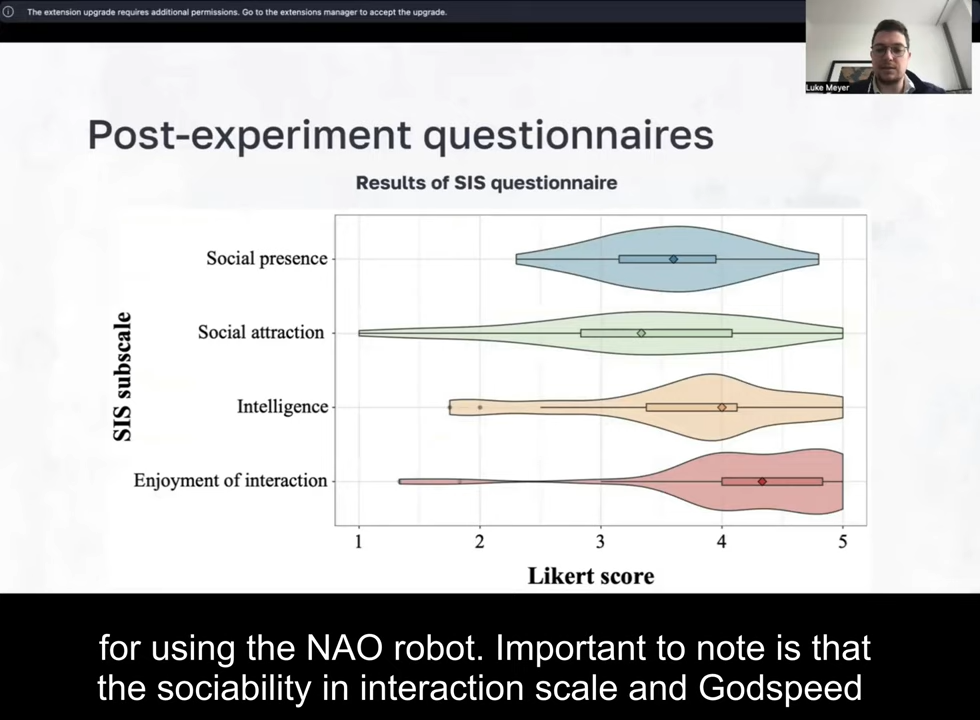 The extension upgrade requires additional permissions. Go to the extensions manager to accept the upgrade.
Luke Meyer
Post-experiment questionnaires
Results of SIS questionnaire
SIS subscale
Social presence
Social attraction
Intelligence
Enjoyment of interaction
1 2 3 4 5
Likert score
for using the NAO robot. Important to note is that
the sociability in interaction scale and Godspeed